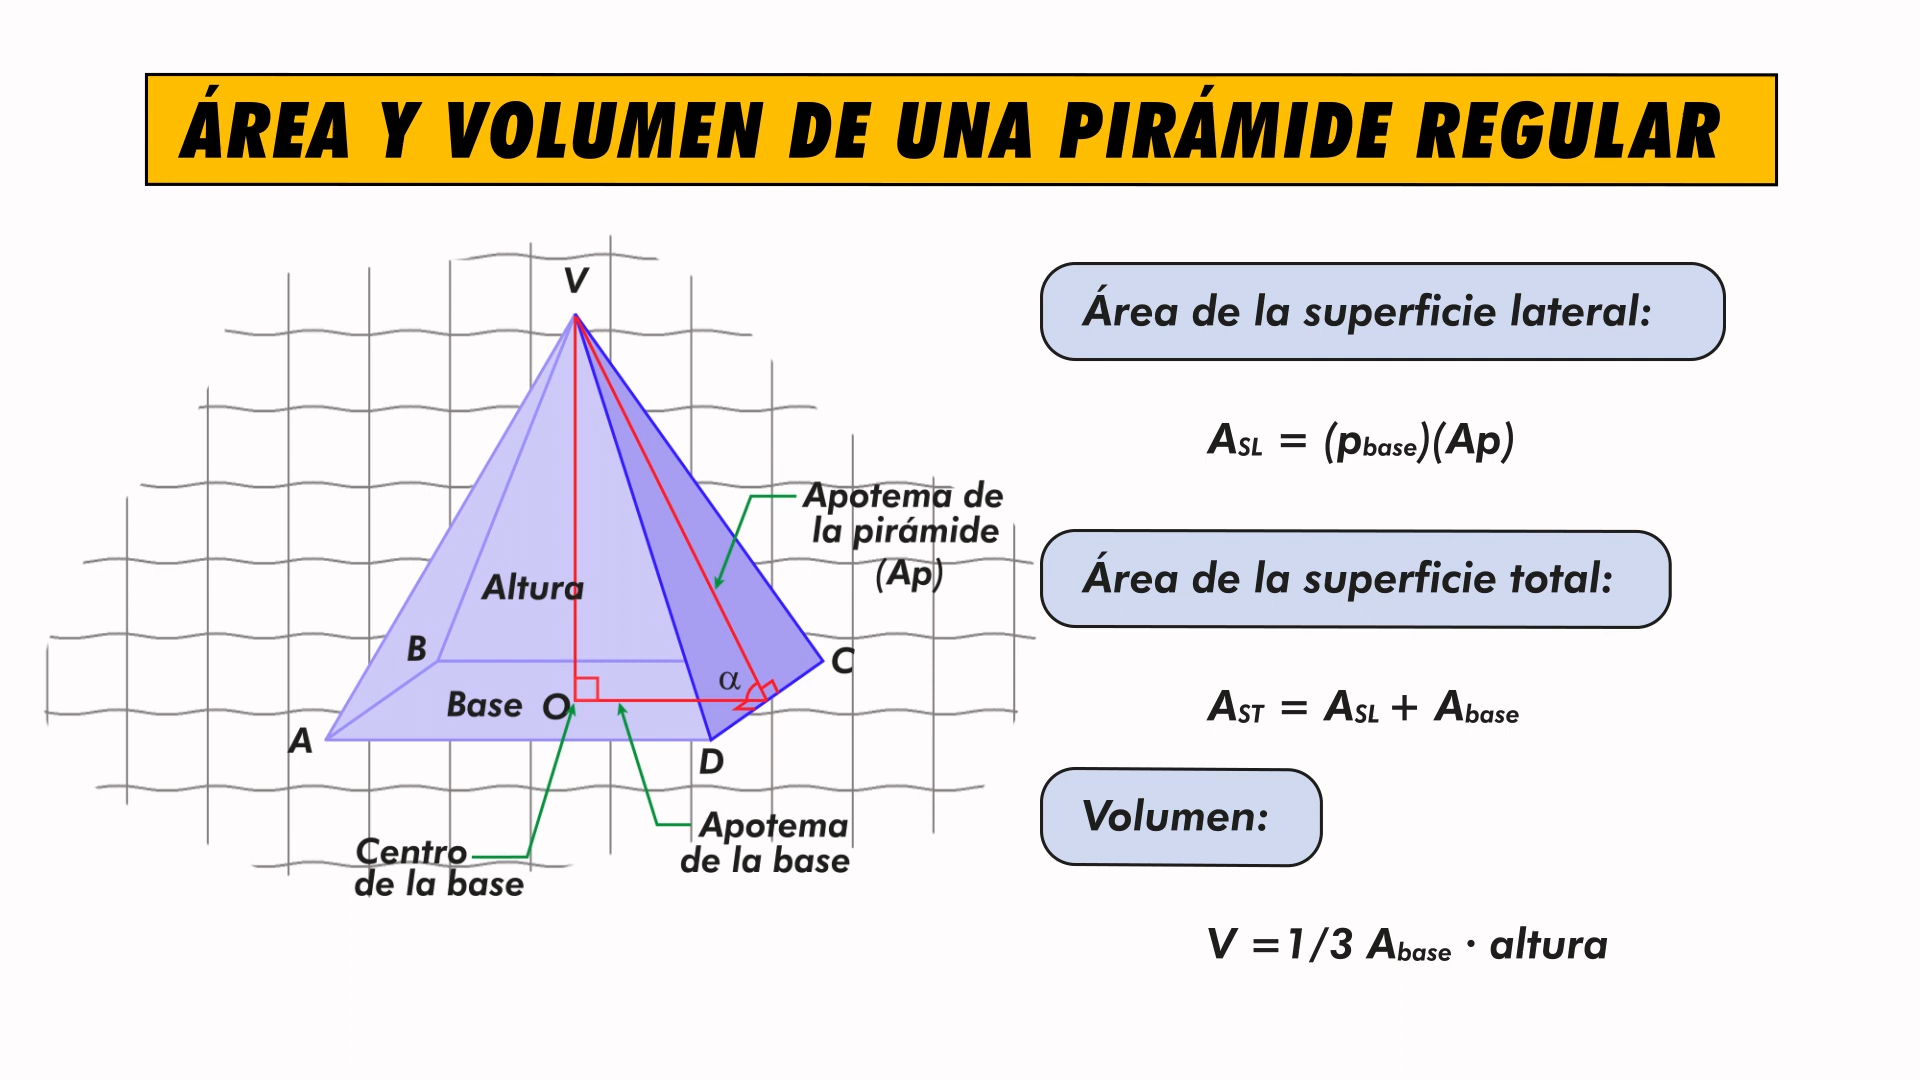 ÁREA Y VOLUMEN DE UNA PIRÁMIDE REGULAR
V
Apotema de
la pirámide
(Ap)
Altura
B
C
α
Base O
A
D
Apotema
de la base
Centro
de la base
Área de la superficie lateral:
ASL = (pbase)(Ap)
Área de la superficie total:
AST = ASL + Abase
Volumen:
V =1/3 Abase · altura